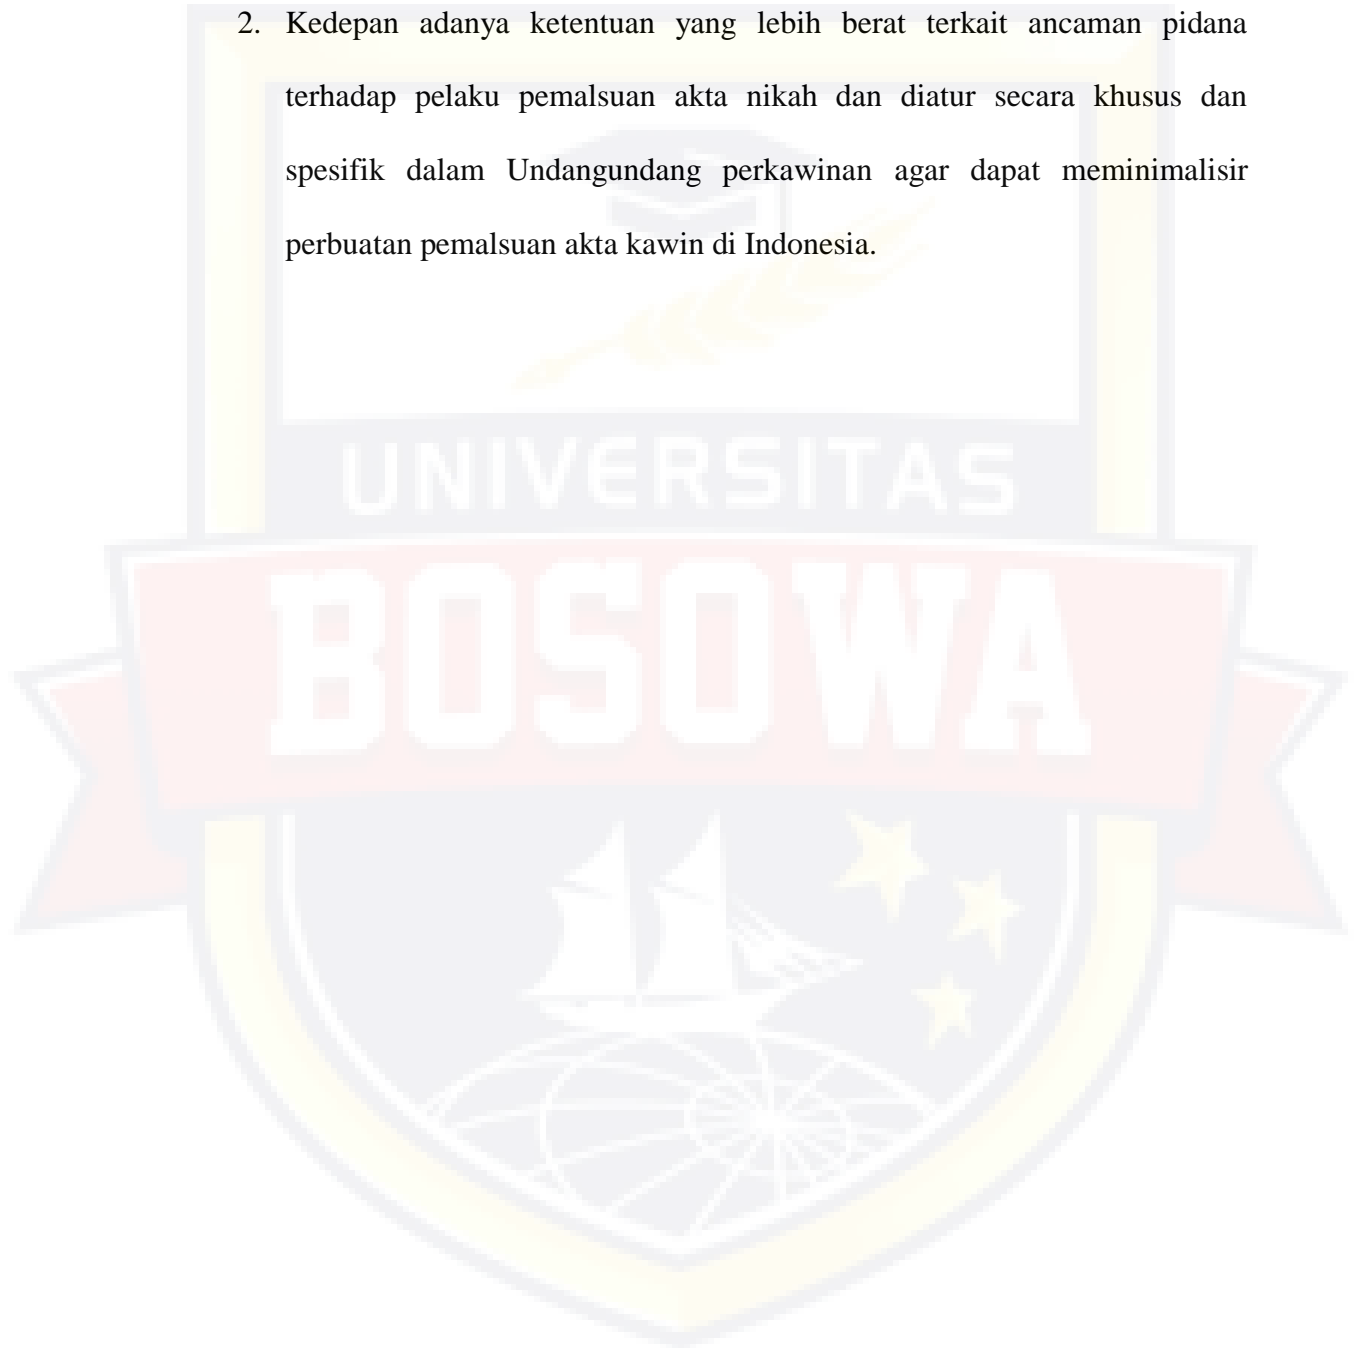 2. Kedepan adanya ketentuan yang lebih berat terkait ancaman pidana
terhadap pelaku pemalsuan akta nikah dan diatur secara khusus dan
spesifik dalam Undangundang perkawinan agar dapat meminimalisir
perbuatan pemalsuan akta kawin di Indonesia.
UNIVERSITAS
BOSOWA